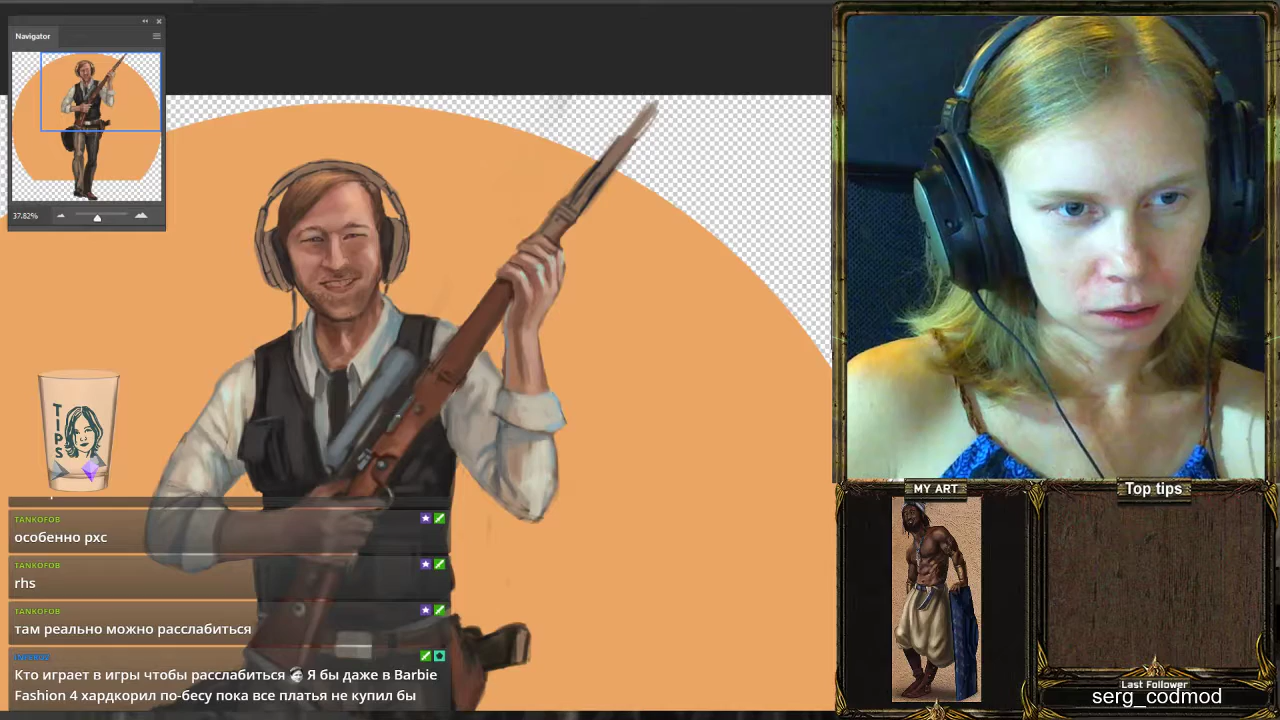 Navigator
37.82%
TIPS
TANKOFOB
особенно рхс
TANKOFOB
rhs
TANKOFOB
там реально можно расслабиться
Кто играет в игры чтобы расслабиться Я бы даже в Barbie
Fashion 4 хардкорил по-бесу пока все платья не купил бы
MY ART
Top tips
Last Follower
serg_codmod